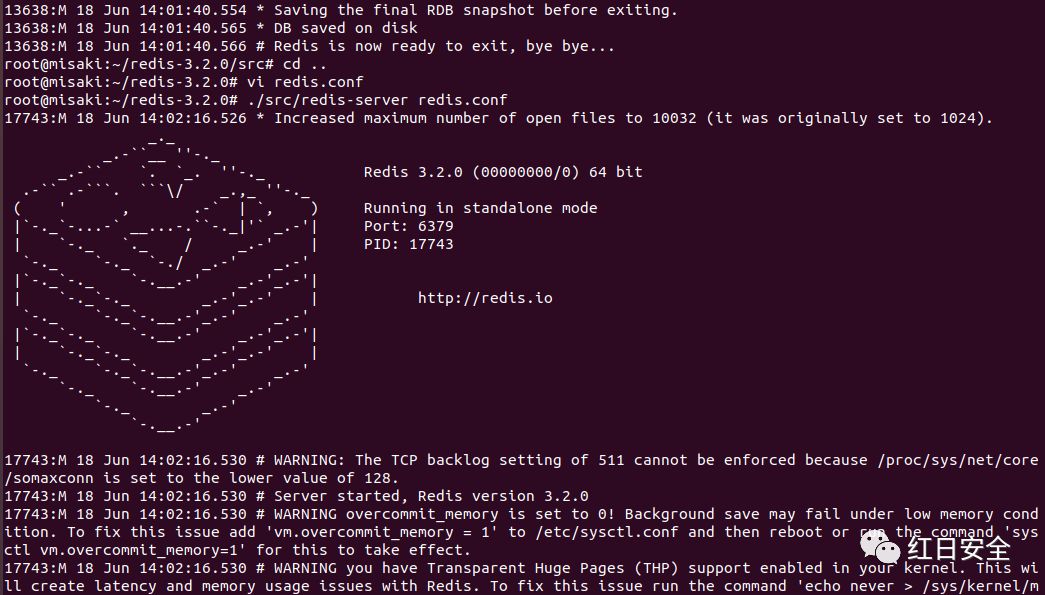 13638:M 18 Jun 14:01:40.554 * Saving the final RDB snapshot before exiting.
13638:M 18 Jun 14:01:40.565 * DB saved on disk
13638:M 18 Jun 14:01:40.566 # Redis is now ready to exit, bye bye...
root@misaki:~/redis-3.2.0/src# cd ..
root@misaki:~/redis-3.2.0# vi redis.conf
root@misaki:~/redis-3.2.0# ./src/redis-server redis.conf
17743:M 18 Jun 14:02:16.526 * Increased maximum number of open files to 10032 (it was originally set to 1024).
Redis 3.2.0 (00000000/0) 64 bit
Running in standalone mode
Port: 6379
PID: 17743
http://redis.io
17743:M 18 Jun 14:02:16.530 # WARNING: The TCP backlog setting of 511 cannot be enforced because /proc/sys/net/core
/somaxconn is set to the lower value of 128.
17743:M 18 Jun 14:02:16.530 # Server started, Redis version 3.2.0
17743:M 18 Jun 14:02:16.530 # WARNING overcommit_memory is set to 0! Background save may fail under low memory cond
ition. To fix this issue add 'vm.overcommit_memory = 1' to /etc/sysctl.conf and then reboot or run the command 'sys
ctl vm.overcommit_memory=1' for this to take effect.
17743:M 18 Jun 14:02:16.530 # WARNING you have Transparent Huge Pages (THP) support enabled in your kernel. This wi
ll create latency and memory usage issues with Redis. To fix this issue run the command 'echo never > /sys/kernel/m
红日安全